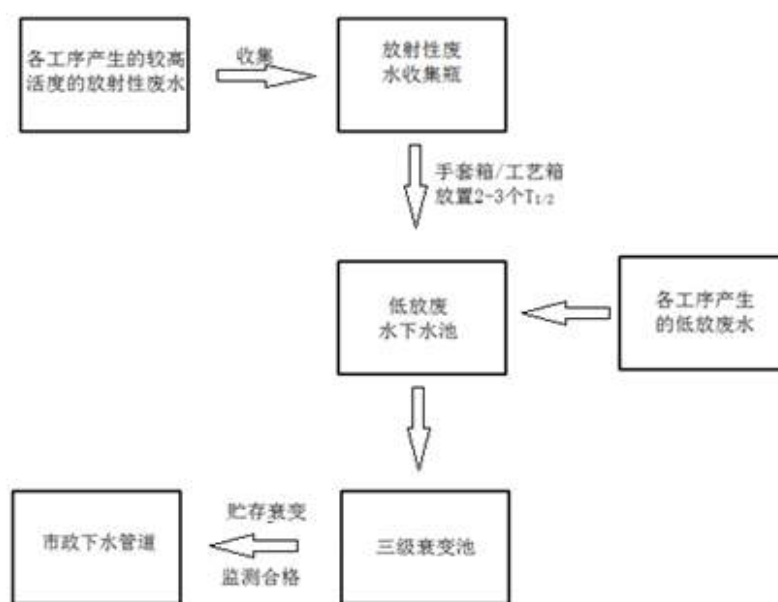 各工序产生的较高
活度的放射性废水
收集
放射性废
水收集瓶
手套箱/工艺箱
放置2-3个T1/2
低放废
水下水池
各工序产生
的低放废水
市政下水管道
贮存衰变
监测合格
三级衰变池